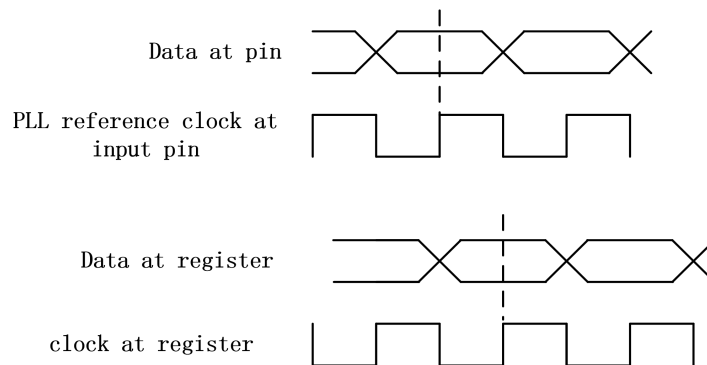 Data at pin
PLL reference clock at
input pin
Data at register
clock at register